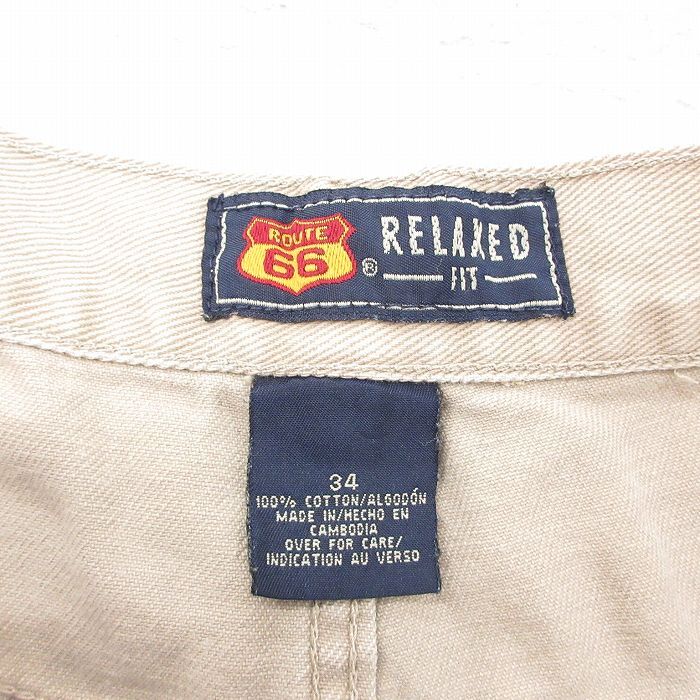 ROUTE
66 ®
RELAXED
FIT
34
100% COTTON/ALGODÓN
MADE IN/HECHO EN
CAMBODIA
OVER FOR CARE/
INDICATION AU VERSO